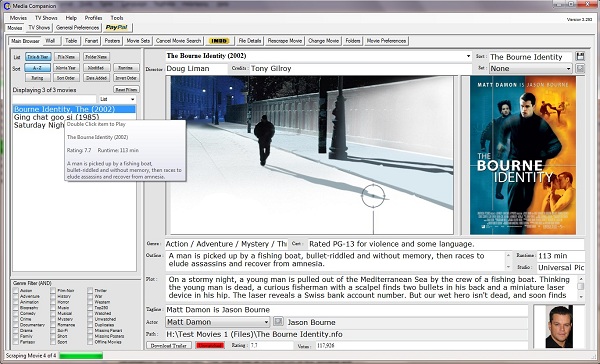 Media Companion
Movies TV Shows Help Profiles Tools
Version 3.293
Movies TV Shows General Preferences PayPal
Main Browser Wall Table Fanart Posters Movie Sets Cancel Movie Search IMDB File Details Rescrape Movie Change Movie Folders Movie Preferences
List Title & Year File Name Folder Name
Sort A - Z Movie Year Modified Runtime
Rating Sort Order Date Added Invert Order
Displaying 3 of 3 movies Reset Filters
List
Bourne Identity, The (2002)
Ging chat goo si (1985)
Saturday Nigh
Double Click item to Play
The Bourne Identity (2002)
Rating: 7.7 Runtime: 113 min
A man is picked up by a fishing boat,
bullet-riddled and without memory, then races to
elude assassins and recover from amnesia.
Genre Filter (AND)
Action Film-Noir Thriller
Adventure History War
Animation Horror Western
Biography Music Top250
Comedy Musical Watched
Crime Mystery Unwatched
Documentary Romance Duplicates
Drama Sci-Fi Missing Posters
Family Short Missing Fanart
Fantasy Sport Offline Movies
The Bourne Identity (2002)
Sort : The Bourne Identity
Director Doug Liman Credits : Tony Gilroy Set : None
MATT DAMON IS JASON BOURNE
THE
BOURNE
IDENTITY
Genre : Action / Adventure / Mystery / Th Cert : Rated PG-13 for violence and some language.
Outline A man is picked up by a fishing boat, bullet-riddled and without memory, then races to
elude assassins and recover from amnesia.
Runtime : 113 min
Studio : Universal Pic
Plot : On a stormy night, a young man is pulled out of the Mediterranean Sea by the crew of a fishing boat. Thinking
the young man is dead, a curious fisherman with a scalpel finds two bullets in his back and a miniature laser
device in his hip. The laser reveals a Swiss bank account number. But our wet hero isn't dead, and soon finds
Tagline : Matt Damon is Jason Bourne
Actor Matt Damon Jason Bourne
Path : H:\Test Movies 1 (Files)\The Bourne Identity.nfo
Download Trailer Rating : 7.7 Votes : 117,926
Scraping Movie 4 of 4